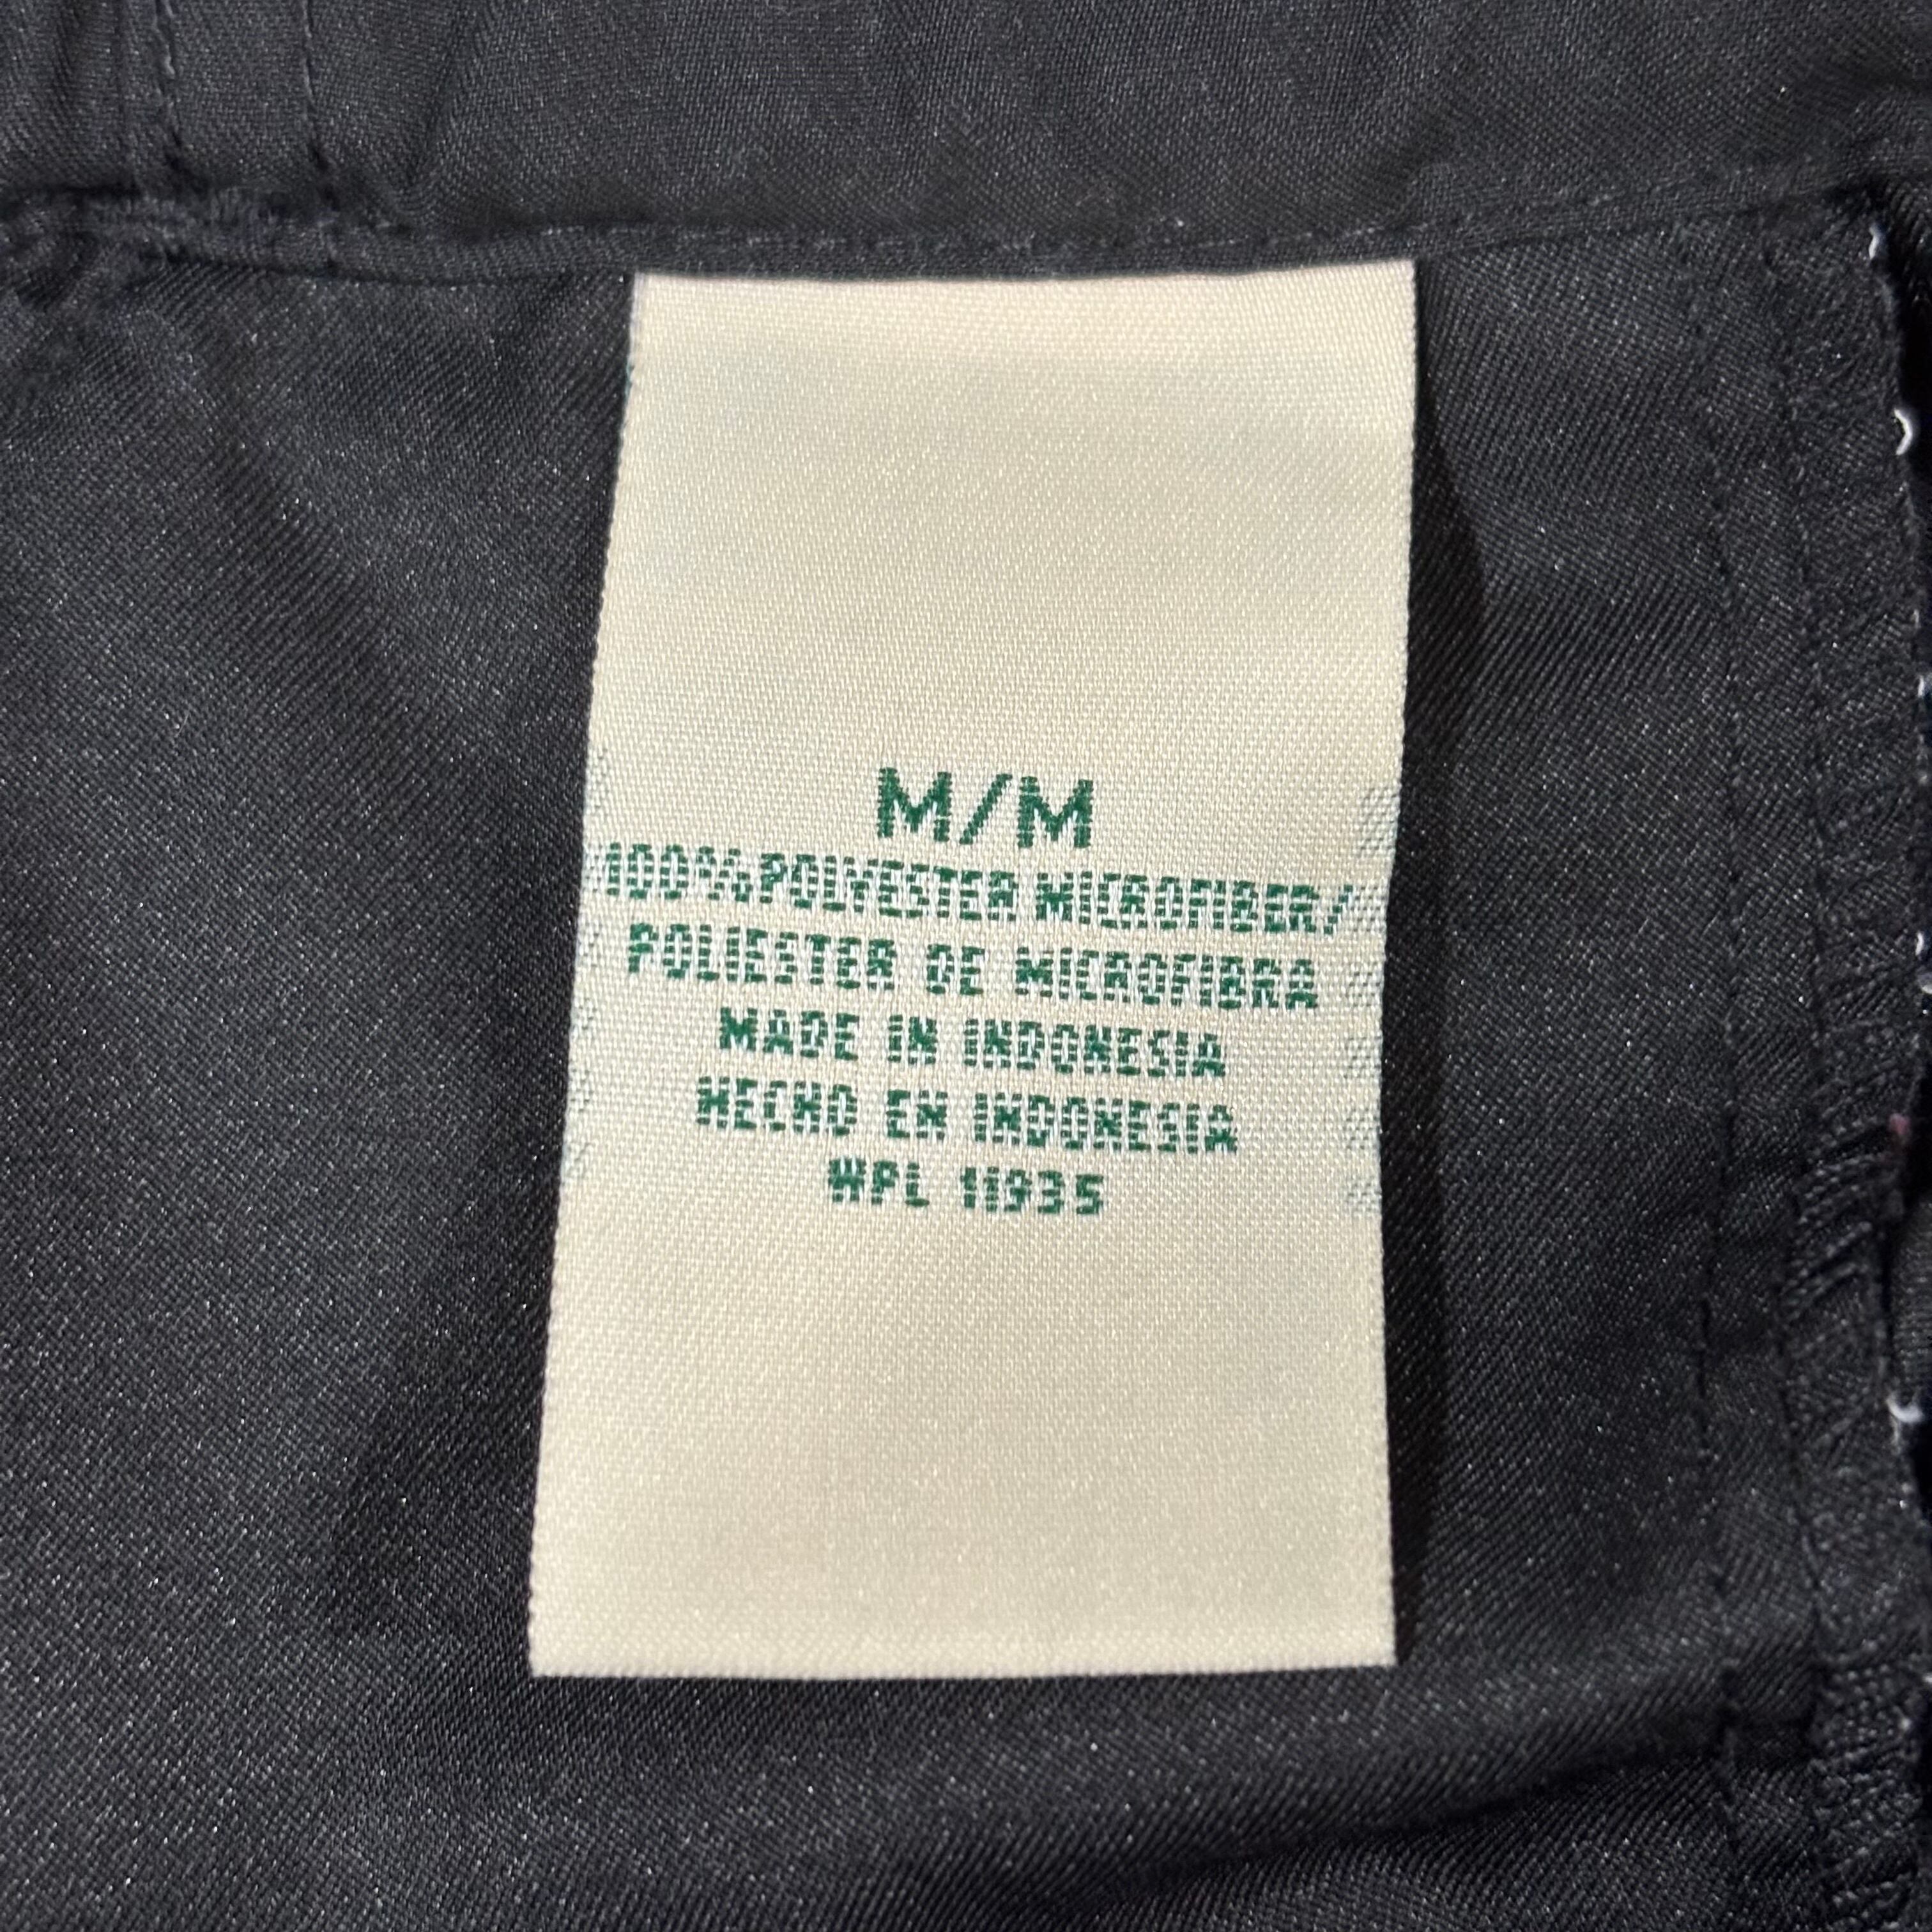 M/M
100% POLYESTER MICROFIBER/
POLIESTER DE MICROFIBRA
MADE IN INDONESIA
HECHO EN INDONESIA
WPL 11935